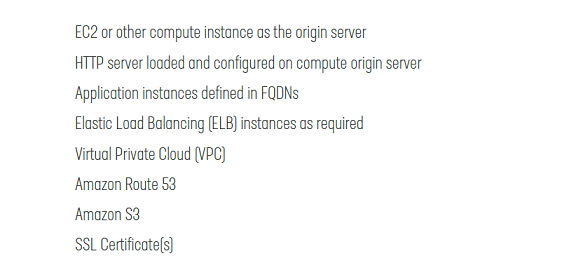 EC2 or other compute instance as the origin server
HTTP server loaded and configured on compute origin server
Application instances defined in FQDNs
Elastic Load Balancing (ELB) instances as required
Virtual Private Cloud (VPC)
Amazon Route 53
Amazon S3
SSL Certificate(s)